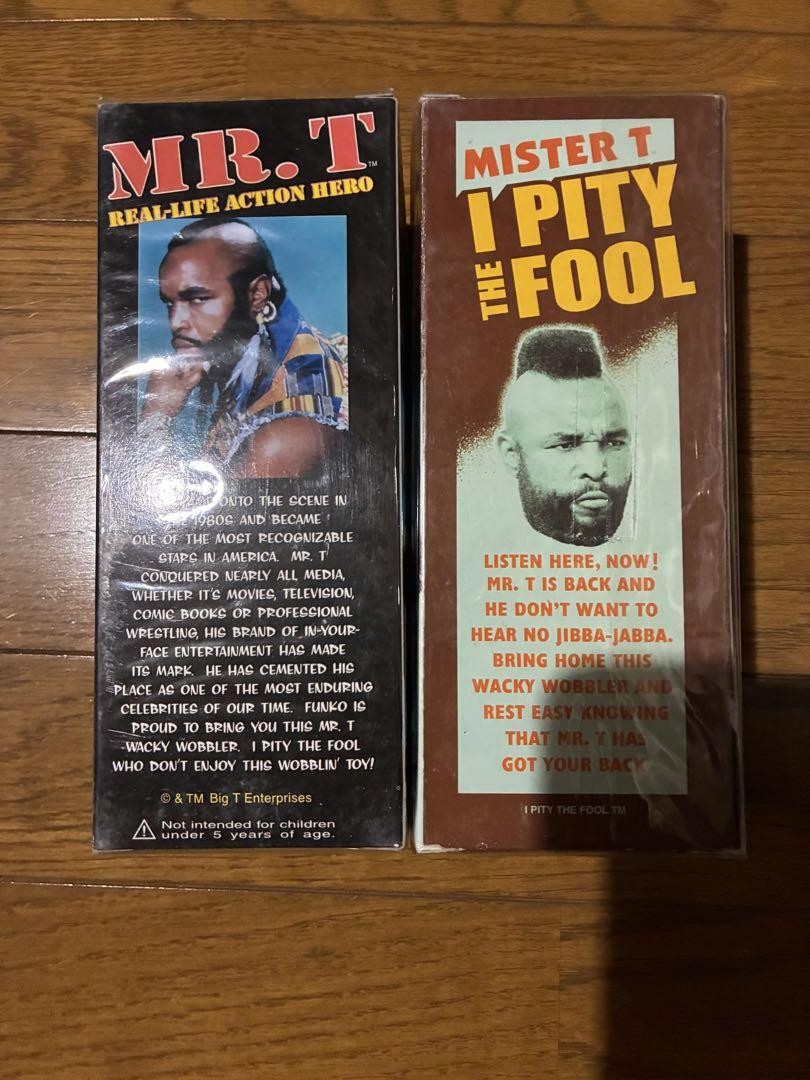 MR. T ™
REAL-LIFE ACTION HERO
ONTO THE SCENE IN
1980S AND BECAME
ONE OF THE MOST RECOGNIZABLE
STARS IN AMERICA. MR. T
CONQUERED NEARLY ALL MEDIA,
WHETHER IT'S MOVIES, TELEVISION,
COMIC BOOKS OR PROFESSIONAL
WRESTLING, HIS BRAND OF IN-YOUR-
FACE ENTERTAINMENT HAS MADE
ITS MARK. HE HAS CEMENTED HIS
PLACE AS ONE OF THE MOST ENDURING
CELEBRITIES OF OUR TIME. FUNKO IS
PROUD TO BRING YOU THIS MR. T
WACKY WOBBLER. I PITY THE FOOL
WHO DON'T ENJOY THIS WOBBLIN' TOY!
© & TM Big T Enterprises
Not intended for children
under 5 years of age.
MISTER T
I PITY
THE FOOL
LISTEN HERE, NOW!
MR. T IS BACK AND
HE DON'T WANT TO
HEAR NO JIBBA-JABBA.
BRING HOME THIS
WACKY WOBBLER AND
REST EASY KNOWING
THAT MR. T HAS
GOT YOUR BACK
I PITY THE FOOL TM